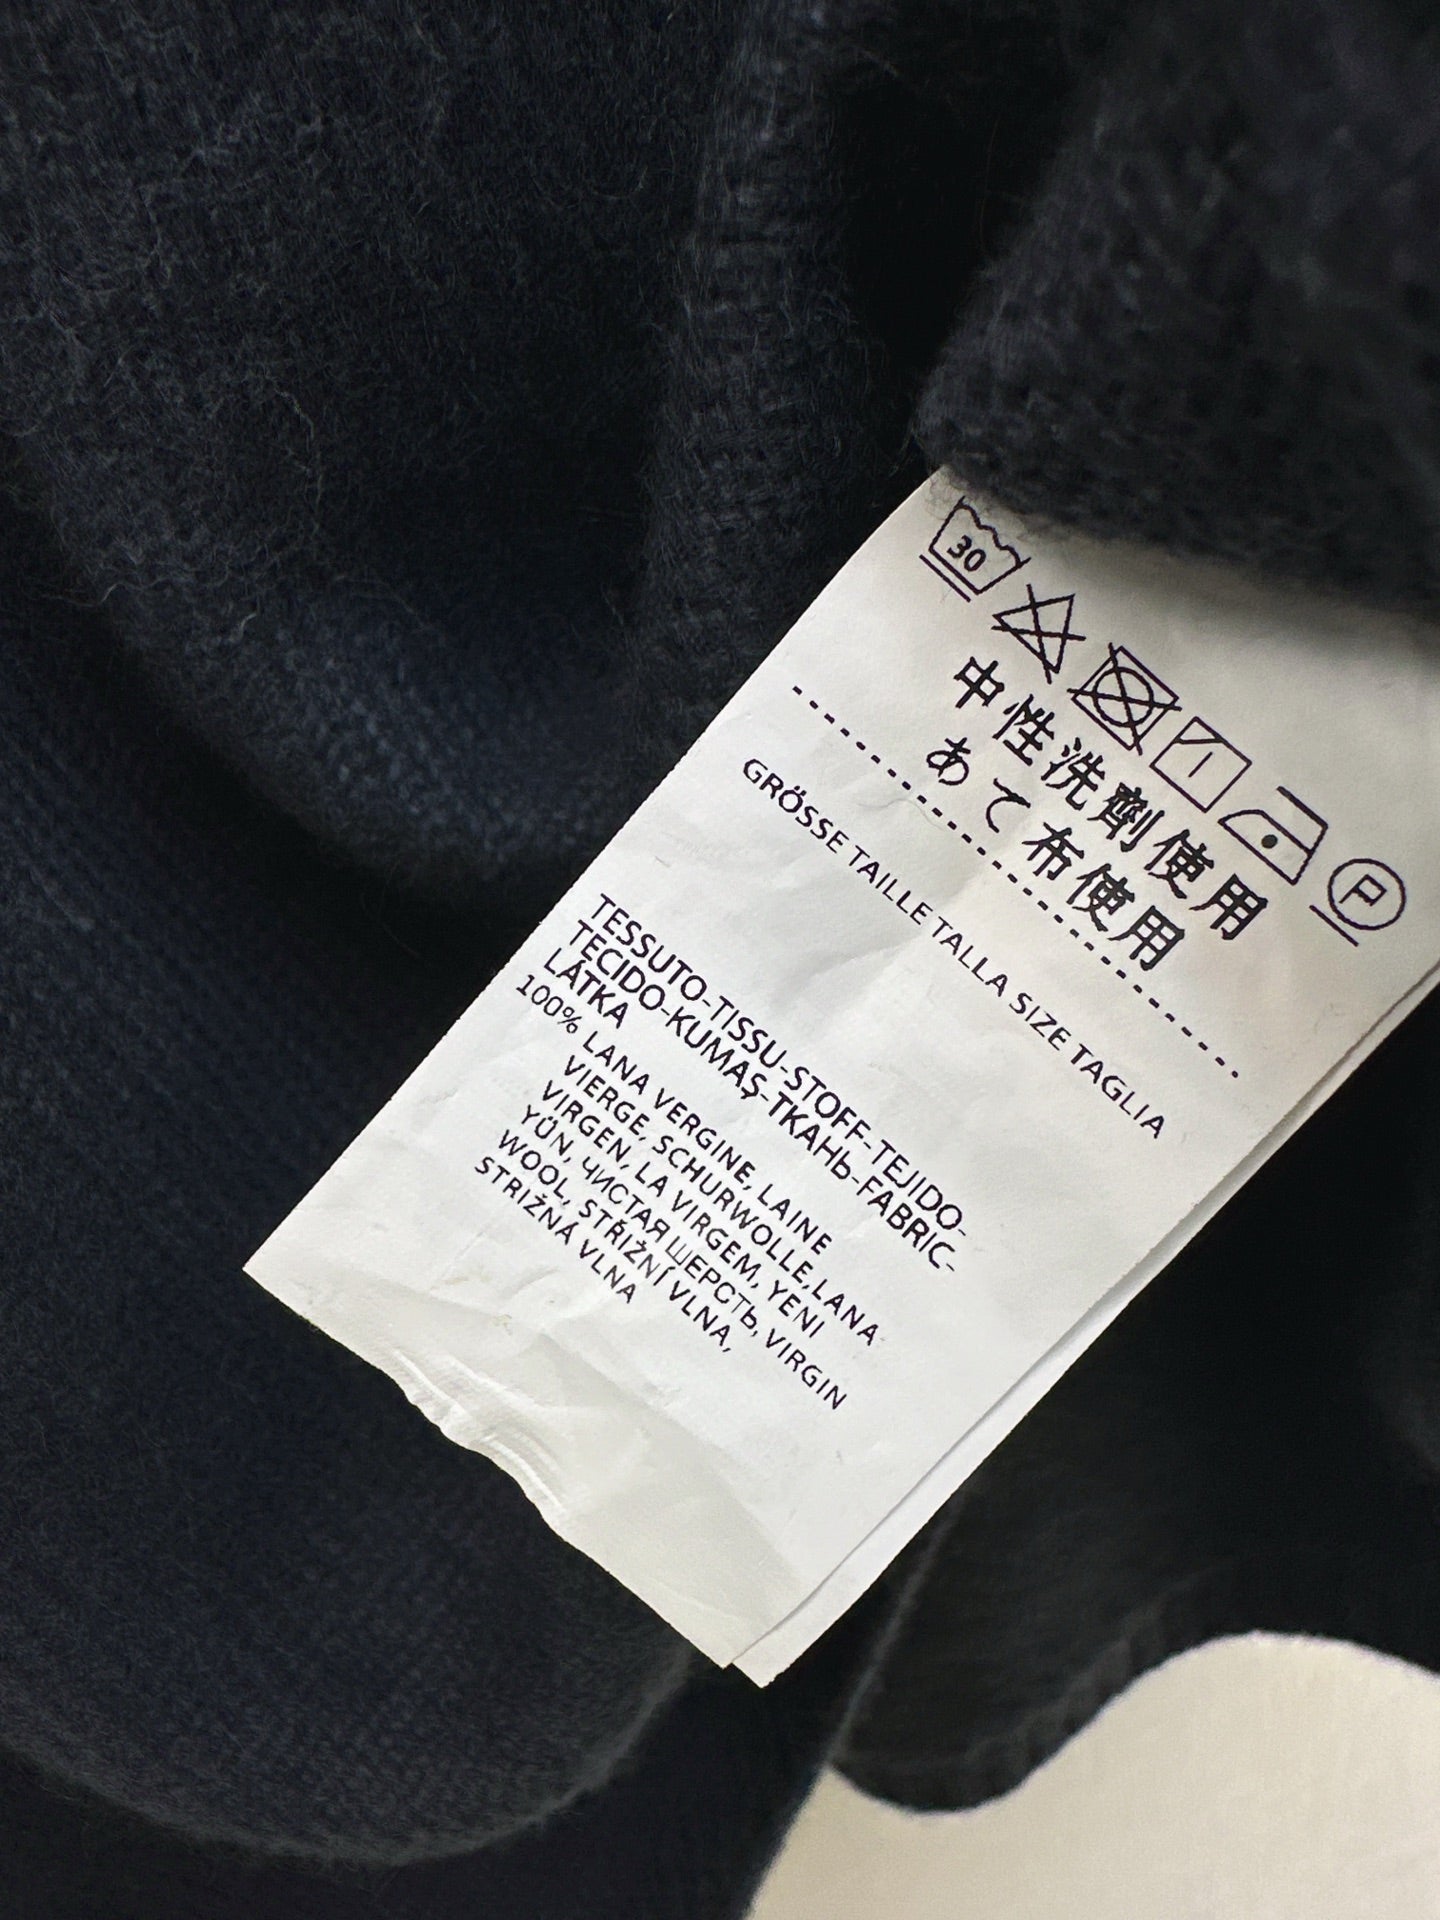 30
P
中性洗剤使用
あて布使用
GRÖSSE TAILLE TALLA SIZE TAGLIA
TESSUTO-TISSU-STOFF-TEJIDO-
TECIDO-KUMAŞ-ТКАНЬ-FABRIC-
LÁTKA
100% LANA VERGINE, LAINE
VIERGE, SCHURWOLLE, LANA
VIRGEN, LA VIRGEM, YENI
YÜN, ЧИСТАЯ ШЕРСТЬ, VIRGIN
WOOL, STŘIŽNÍ VLNA,
STRIŽNÁ VLNA